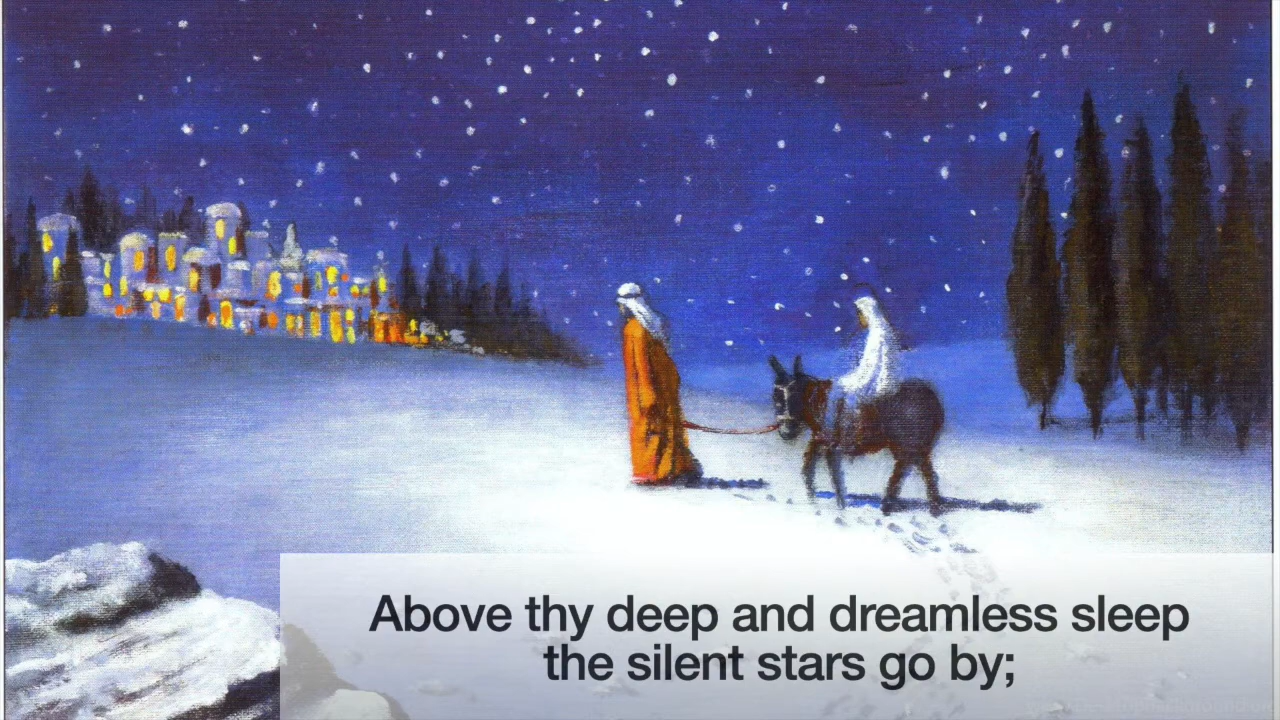 Above thy deep and dreamless sleep
the silent stars go by;